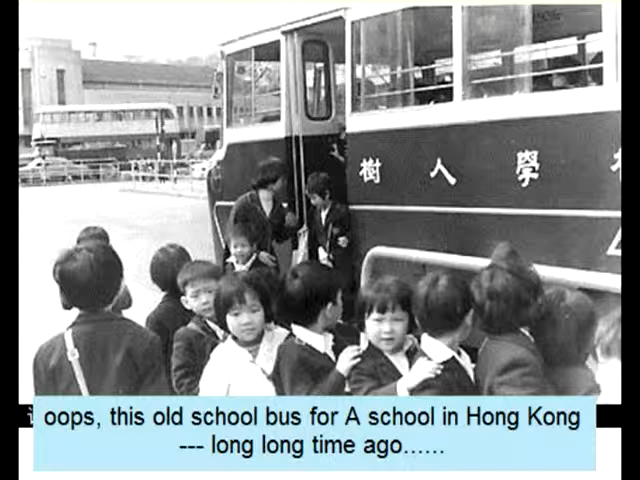 樹人學
oops, this old school bus for A school in Hong Kong
--- long long time ago......